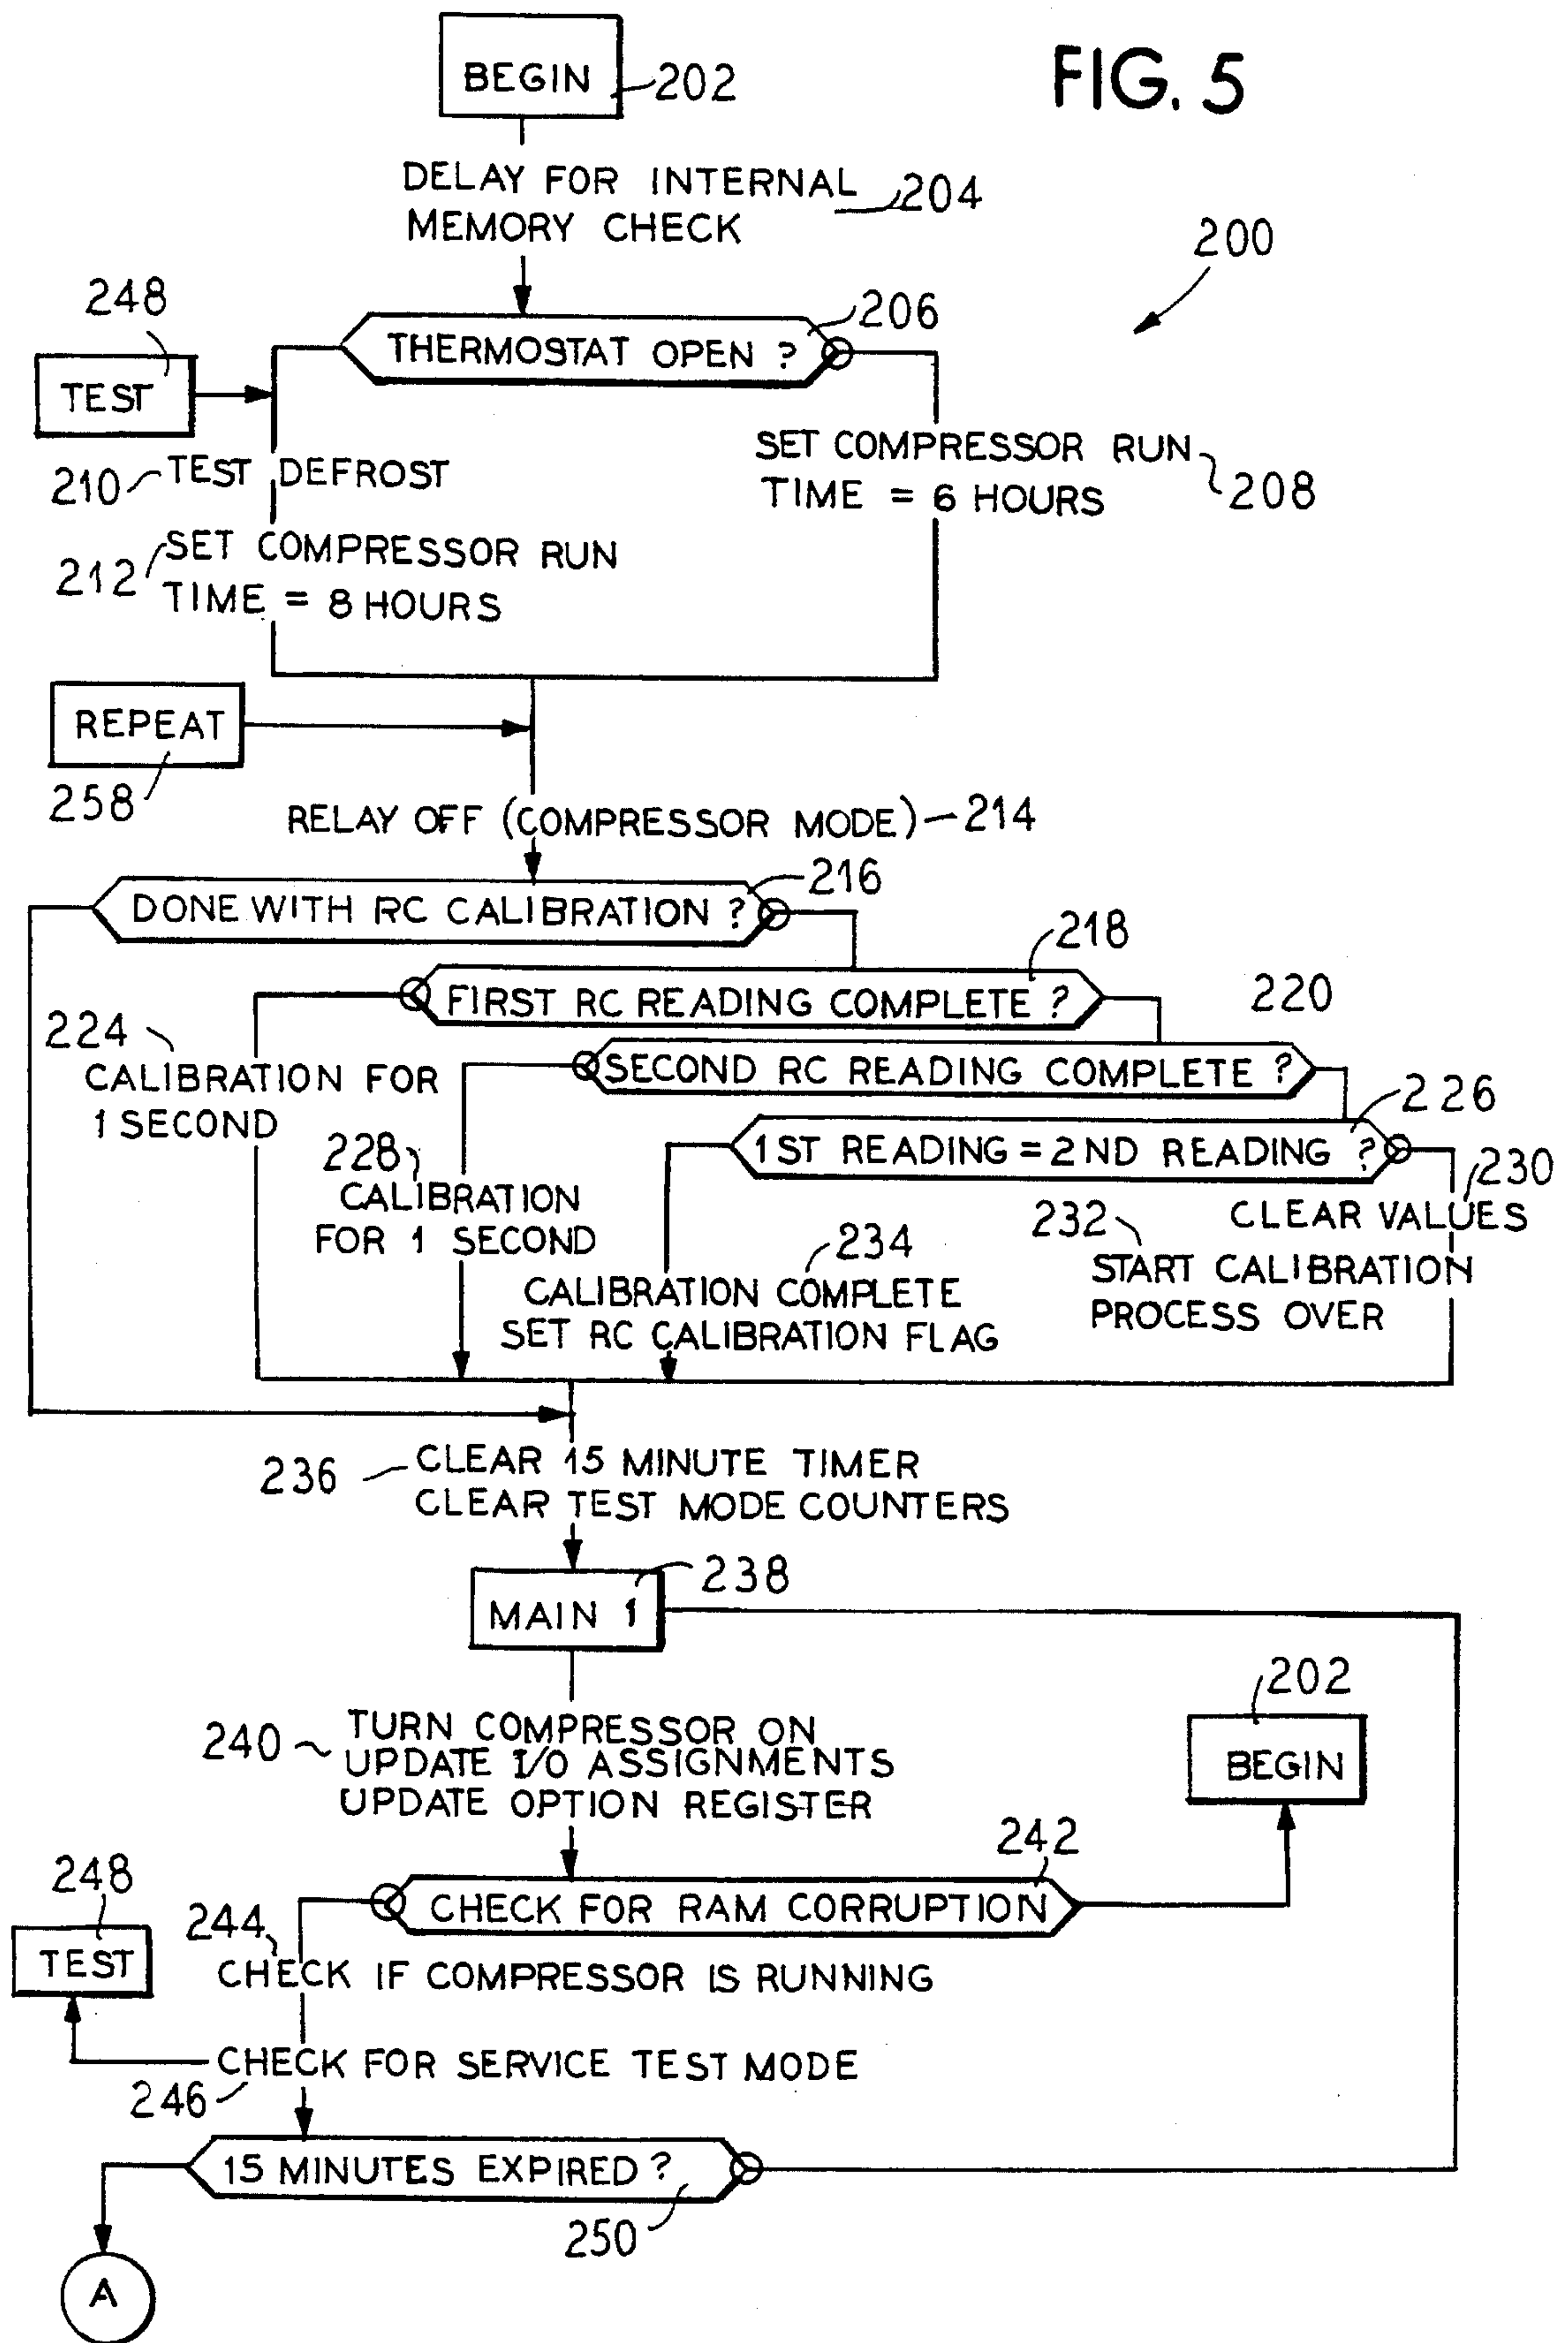 FIG. 5
BEGIN
202
DELAY FOR INTERNAL
MEMORY CHECK
204
200
248
TEST
THERMOSTAT OPEN ?
206
210
TEST DEFROST
SET COMPRESSOR RUN
TIME = 6 HOURS
208
212
SET COMPRESSOR RUN
TIME = 8 HOURS
REPEAT
258
RELAY OFF (COMPRESSOR MODE)
214
DONE WITH RC CALIBRATION ?
216
FIRST RC READING COMPLETE ?
218
220
SECOND RC READING COMPLETE ?
224
CALIBRATION FOR
1 SECOND
1ST READING = 2ND READING ?
226
228
CALIBRATION
FOR 1 SECOND
230
CLEAR VALUES
232
START CALIBRATION
PROCESS OVER
234
CALIBRATION COMPLETE
SET RC CALIBRATION FLAG
236
CLEAR 15 MINUTE TIMER
CLEAR TEST MODE COUNTERS
MAIN 1
238
240
TURN COMPRESSOR ON
UPDATE I/O ASSIGNMENTS
UPDATE OPTION REGISTER
202
BEGIN
CHECK FOR RAM CORRUPTION
242
248
TEST
244
CHECK IF COMPRESSOR IS RUNNING
CHECK FOR SERVICE TEST MODE
246
15 MINUTES EXPIRED ?
250
A